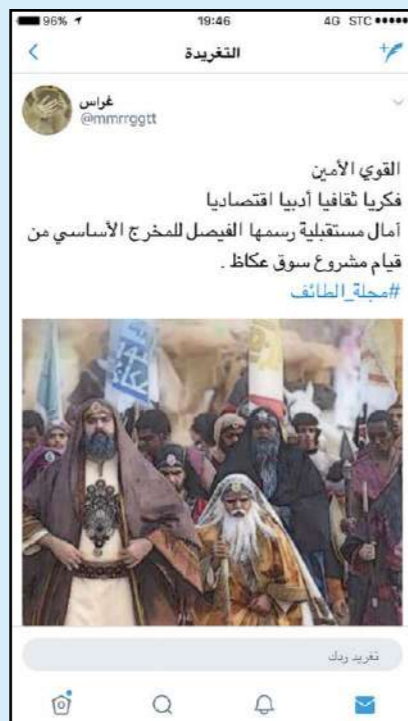 96% 19:46 4G STC
التغريدة
غراس
@mmrrggtt
القوي الأمين
فكريا ثقافيا أدبيا اقتصاديا
أمال مستقبلية رسمها الفيصل للمخرج الأساسي من
قيام مشروع سوق عكاظ .
#مجلة_الطائف
عكاظ
تغريد ردك